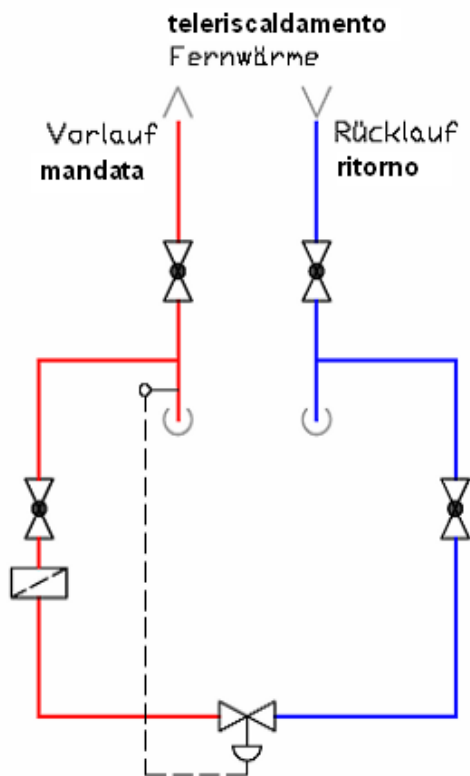 teleriscaldamento
Fernwärme
Vorlauf
mandata
Rücklauf
ritorno